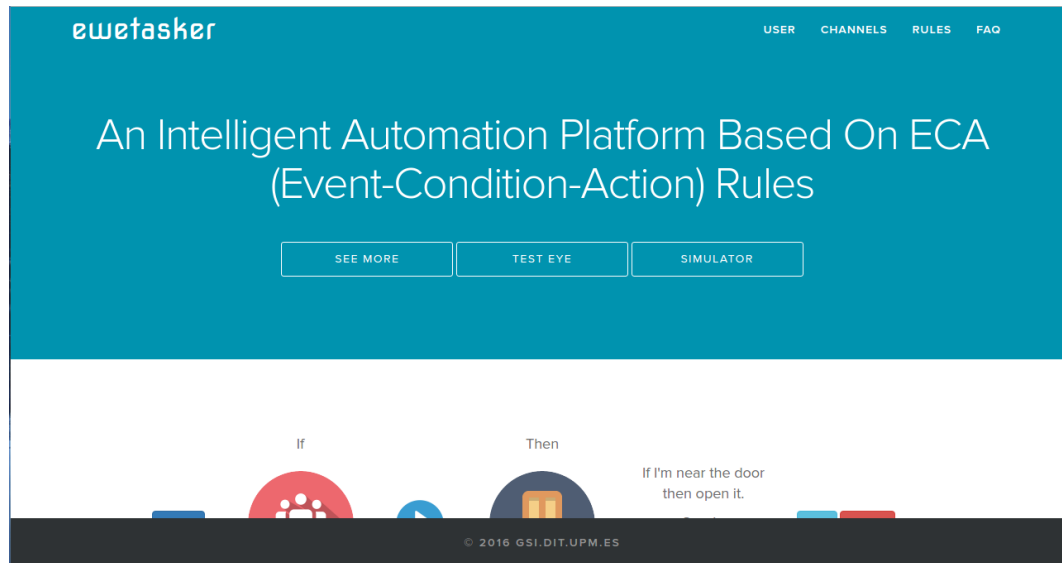 ewetasker
USER CHANNELS RULES FAQ
An Intelligent Automation Platform Based On ECA
(Event-Condition-Action) Rules
SEE MORE TEST EYE SIMULATOR
If
Then
If I'm near the door
then open it.
© 2016 GSI.DIT.UPM.ES